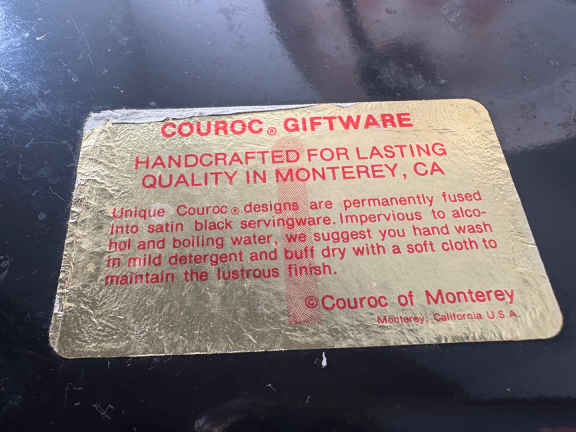 COUROC® GIFTWARE
HANDCRAFTED FOR LASTING
QUALITY IN MONTEREY, CA
Unique Couroc® designs are permanently fused
into satin black servingware. Impervious to alco-
hol and boiling water, we suggest you hand wash
in mild detergent and buff dry with a soft cloth to
maintain the lustrous finish.
©Couroc of Monterey
Monterey, California U.S.A.